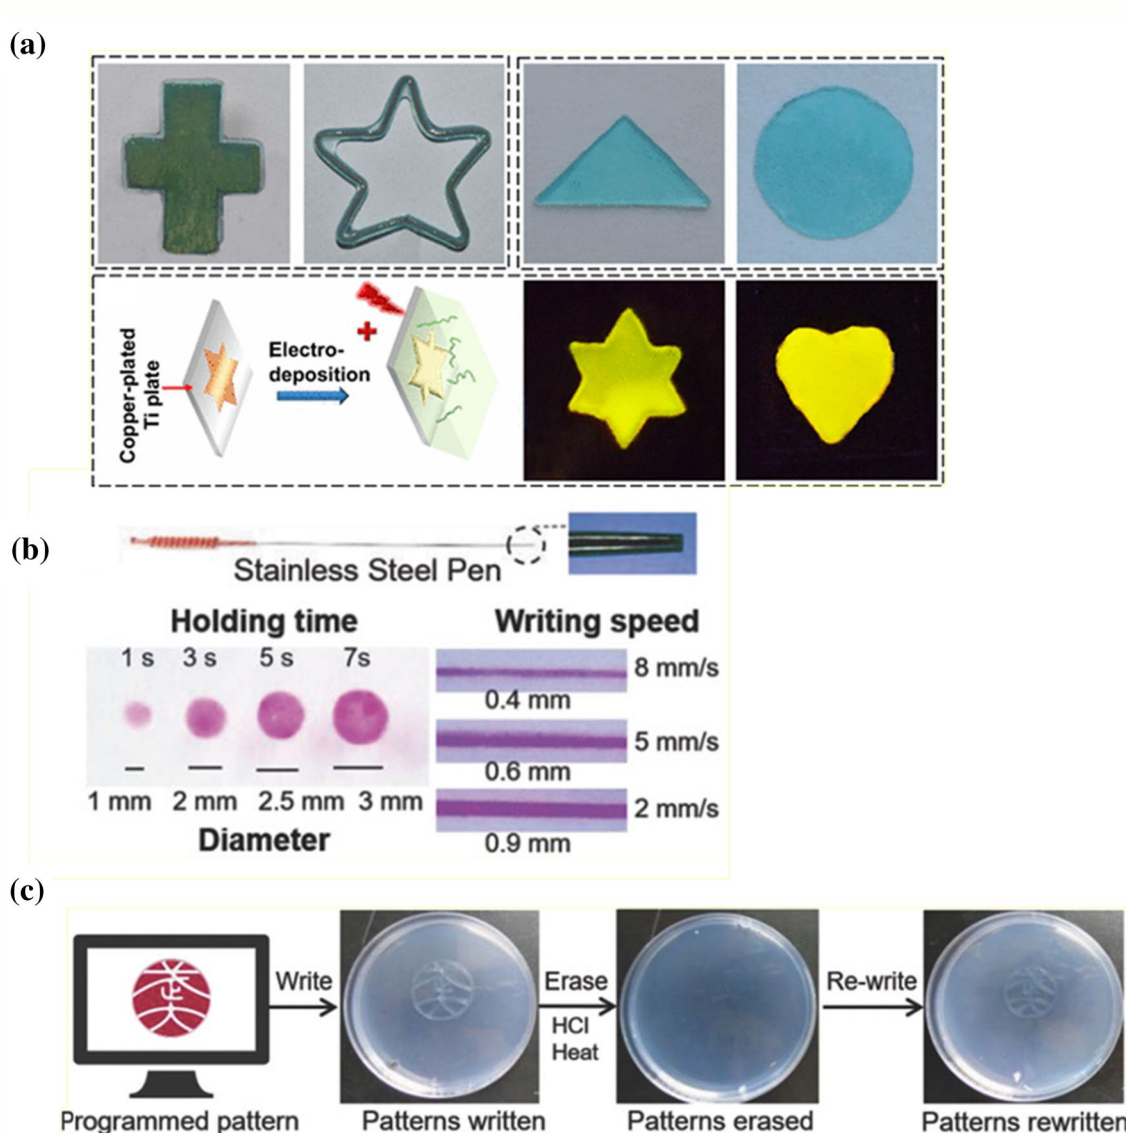 (a)
Copper-plated
Ti plate
Electro-
deposition
(b)
Stainless Steel Pen
Holding time
Writing speed
1 s 3 s 5 s 7s
8 mm/s
0.4 mm
5 mm/s
0.6 mm
2 mm/s
0.9 mm
1 mm 2 mm 2.5 mm 3 mm
Diameter
(c)
Write
Erase
HCl
Heat
Re-write
Programmed pattern
Patterns written
Patterns erased
Patterns rewritten